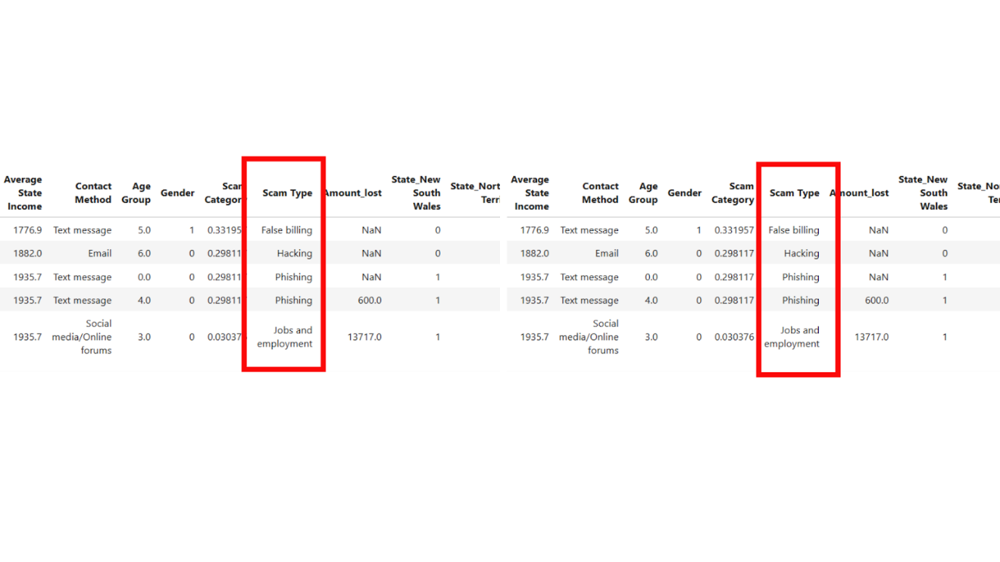 Average State Income Contact Method Age Group Gender Scam Category Scam Type Amount_lost State_New South Wales
1776.9 Text message 5.0 1 0.33195 False billing NaN 0
1882.0 Email 6.0 0 0.29811 Hacking NaN 0
1935.7 Text message 0.0 0 0.29811 Phishing NaN 1
1935.7 Text message 4.0 0 0.29811 Phishing 600.0 1
1935.7 Social media/Online forums 3.0 0 0.03037 Jobs and employment 13717.0 1
Average State Income Contact Method Age Group Gender Scam Category Scam Type Amount_lost State_New South Wales
1776.9 Text message 5.0 1 0.331957 False billing NaN 0
1882.0 Email 6.0 0 0.298117 Hacking NaN 0
1935.7 Text message 0.0 0 0.298117 Phishing NaN 1
1935.7 Text message 4.0 0 0.298117 Phishing 600.0 1
1935.7 Social media/Online forums 3.0 0 0.030376 Jobs and employment 13717.0 1